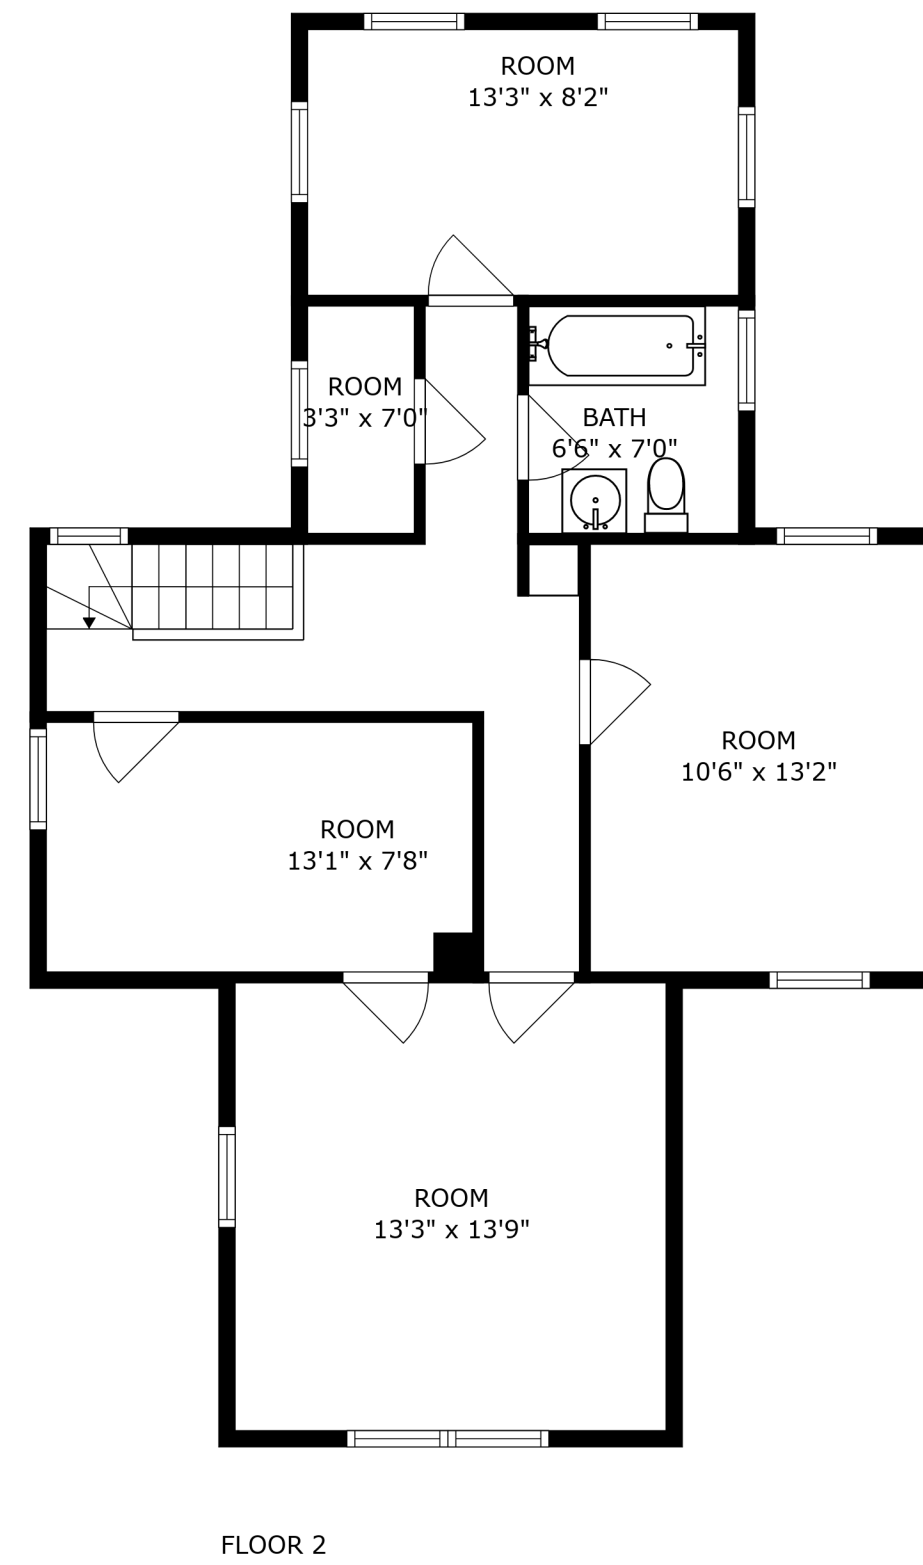 ROOM
13'3" x 8'2"
ROOM
3'3" x 7'0"
BATH
6'6" x 7'0"
ROOM
10'6" x 13'2"
ROOM
13'1" x 7'8"
ROOM
13'3" x 13'9"
FLOOR 2